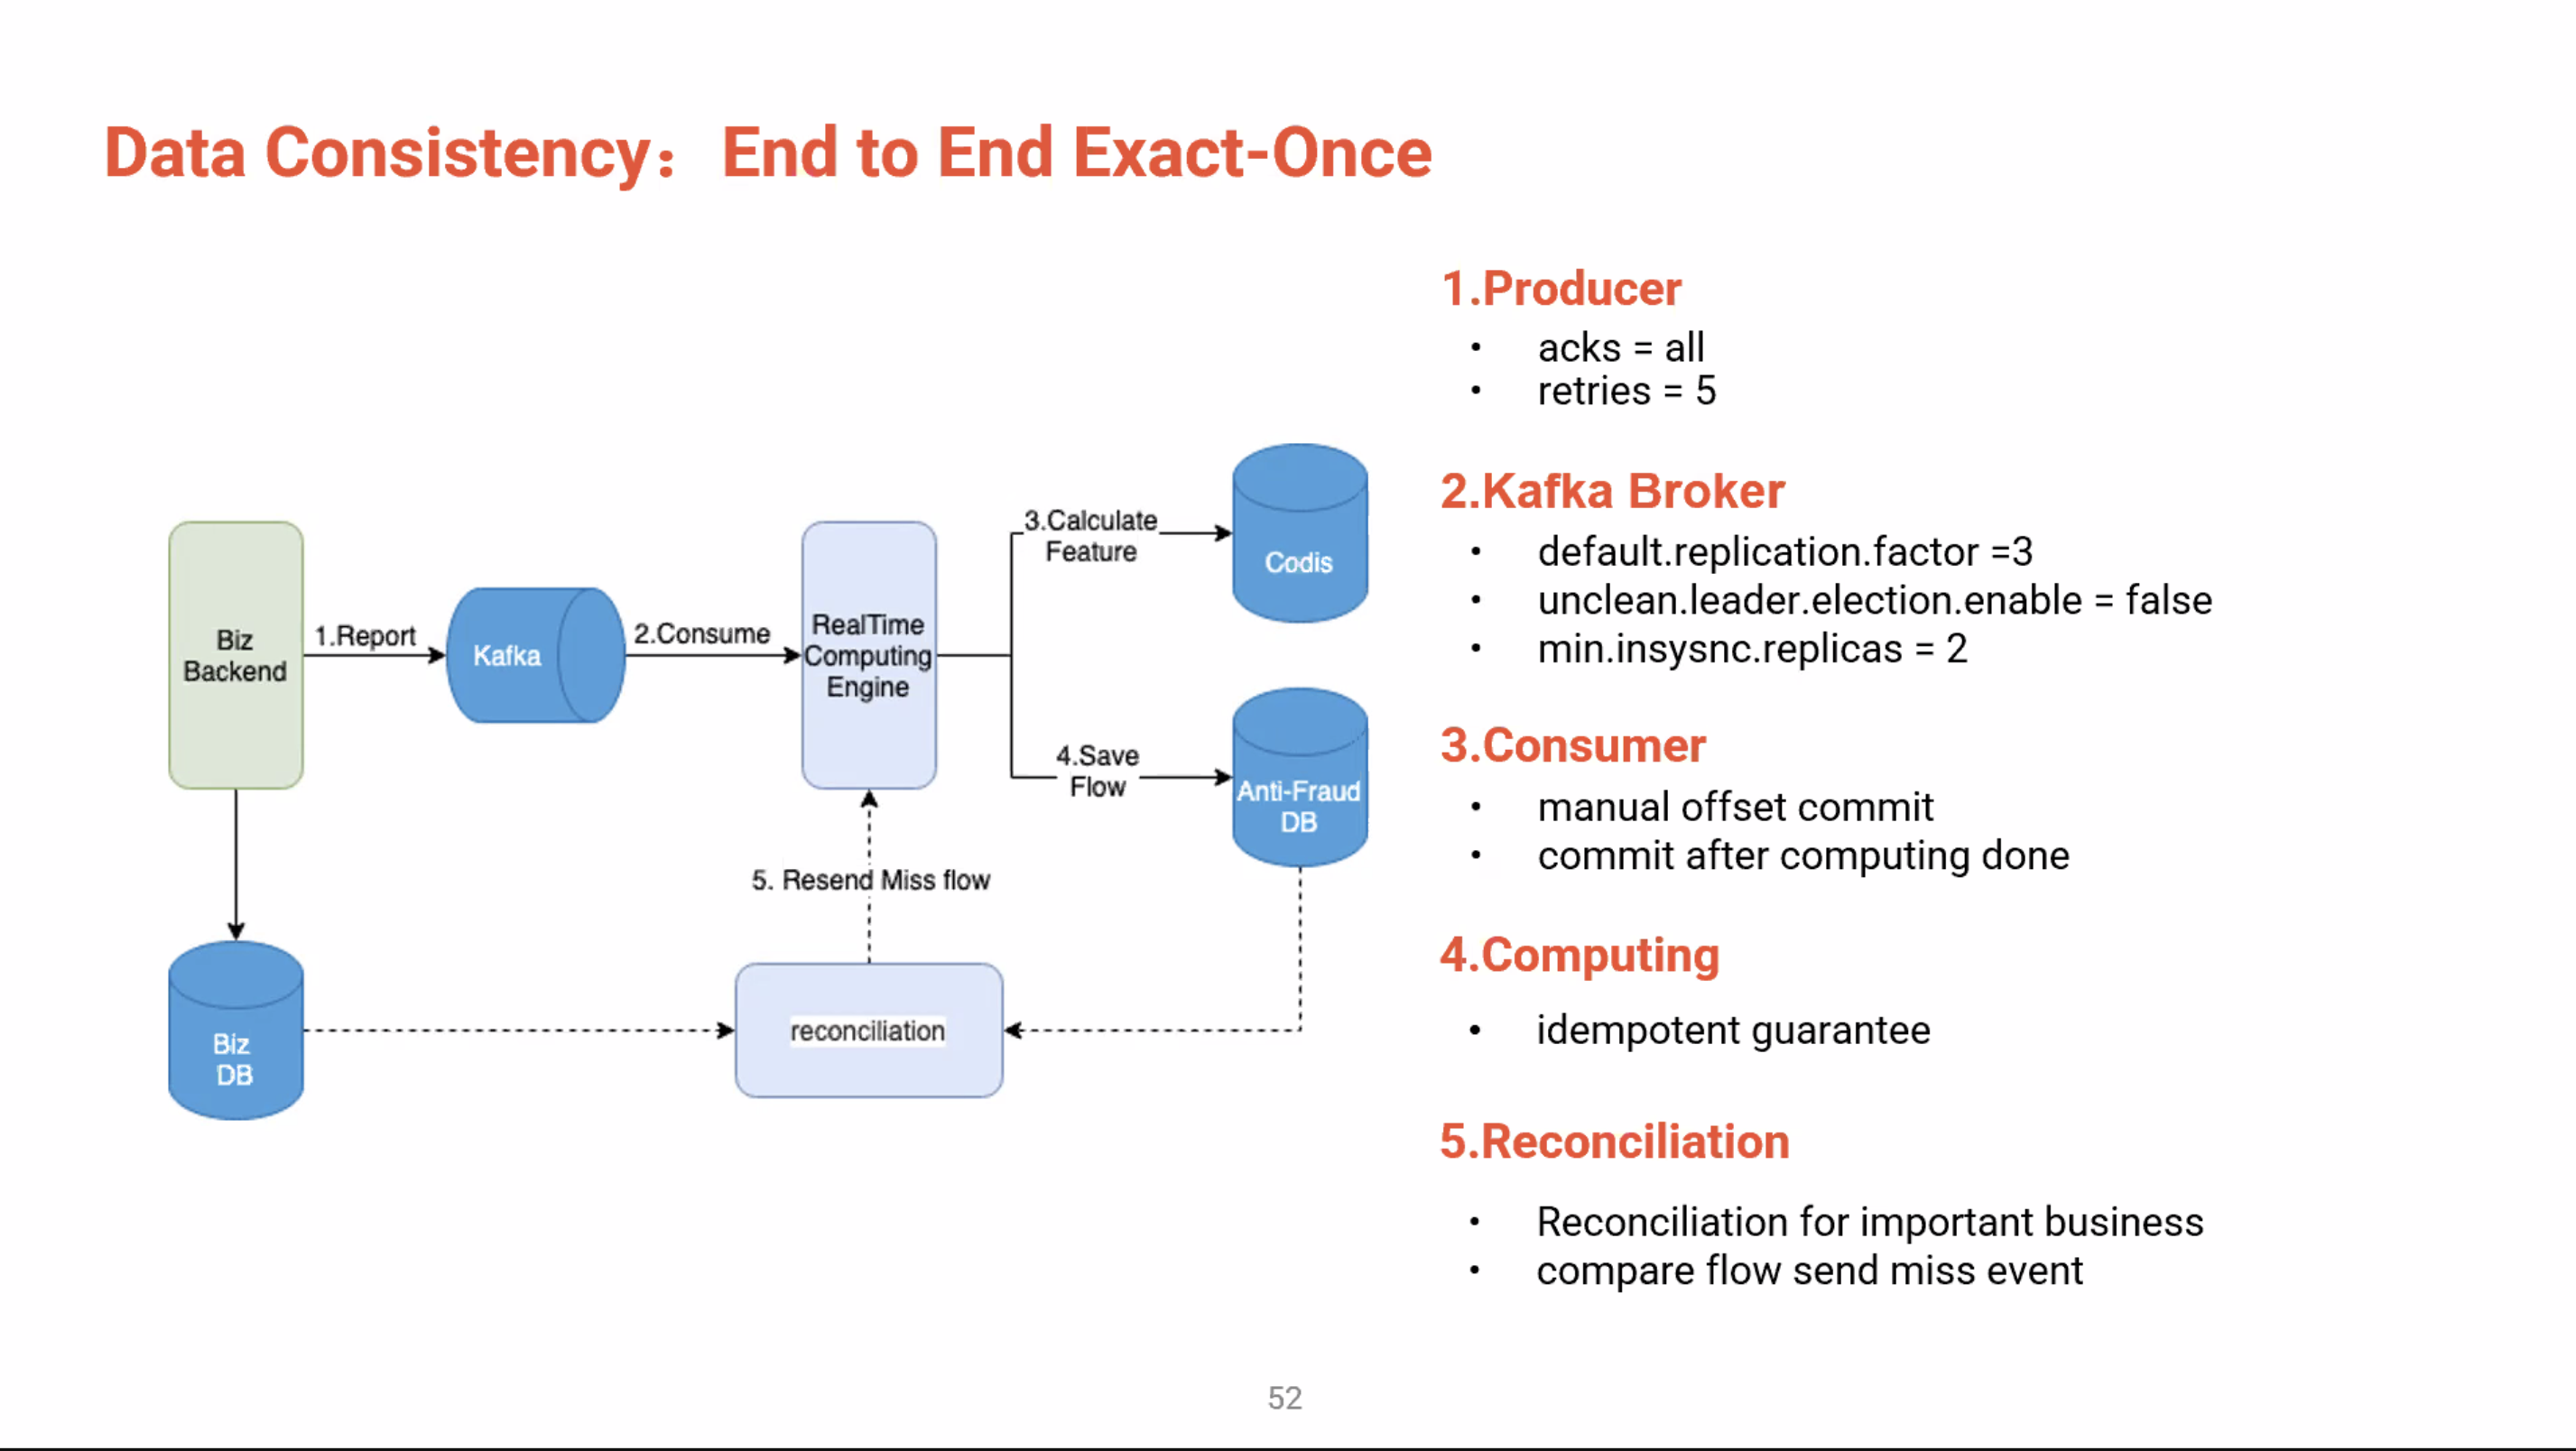 Data Consistency：End to End Exact-Once
Biz
Backend
1.Report
Kafka
2.Consume
RealTime
Computing
Engine
3.Calculate
Feature
Codis
4.Save
Flow
Anti-Fraud
DB
5. Resend Miss flow
Biz
DB
reconciliation
1.Producer
• acks = all
• retries = 5
2.Kafka Broker
• default.replication.factor =3
• unclean.leader.election.enable = false
• min.insysnc.replicas = 2
3.Consumer
• manual offset commit
• commit after computing done
4.Computing
• idempotent guarantee
5.Reconciliation
• Reconciliation for important business
• compare flow send miss event
52